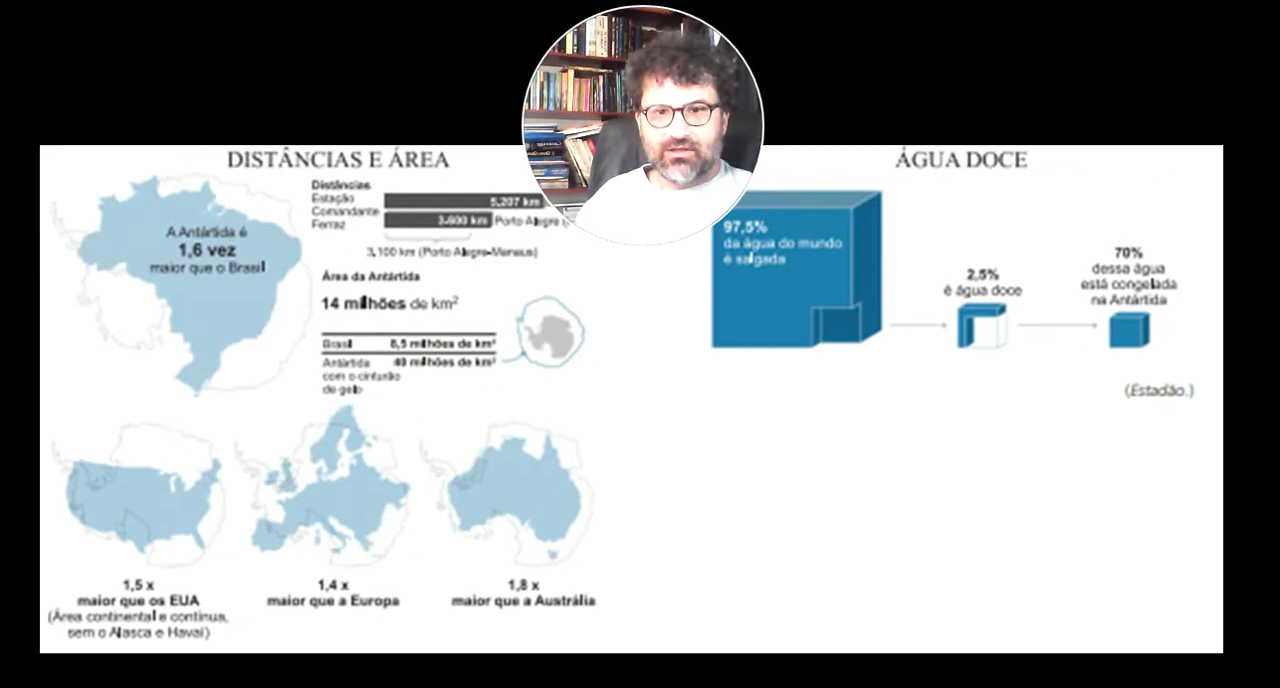 DISTÂNCIAS E ÁREA
A Antártida é
1,6 vez
maior que o Brasil
Distâncias
Estação
Comandante
Ferraz
5.207 km
3.600 km Porto Alegre
3.100 km (Porto Alegre-Manaus)
Área da Antártida
14 milhões de km²
Brasil 8,5 milhões de km²
Antártida 40 milhões de km²
com o cinturão
de gelo
1,5 x
maior que os EUA
(Área continental e contínua,
sem o Alasca e Havaí)
1,4 x
maior que a Europa
1,8 x
maior que a Austrália
ÁGUA DOCE
97,5%
da água do mundo
é salgada
2,5%
é água doce
70%
dessa água
está congelada
na Antártida
(Estadão.)